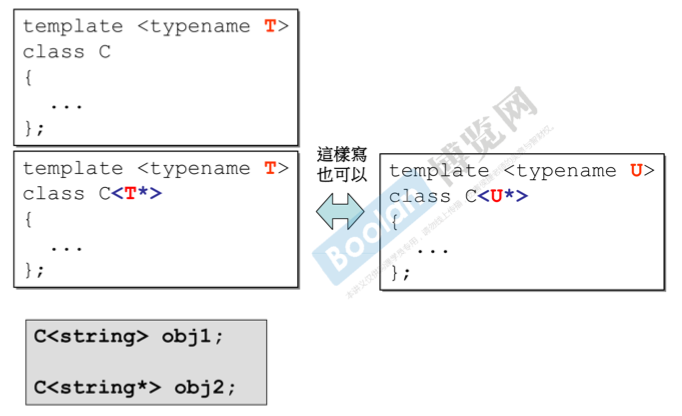 template <typename T>
class C
{
...
};
template <typename T>
class C<T*>
{
...
};
這樣寫
也可以
template <typename U>
class C<U*>
{
...
};
Boolan 博览网
C<string> obj1;
C<string*> obj2;